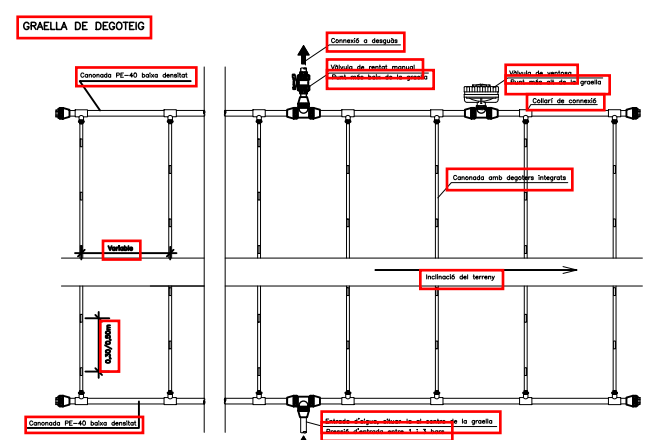 GRAELLA DE DEGOTEIG
Connexió a desguàs
Vàlvula de rentat manual
Punt més baix de la graella
Canonada PE-40 baixa densitat
Vàlvula de ventosa
Punt més alt de la graella
Collarí de connexió
Canonada amb degoters integrats
Variable
Inclinació del terreny
0,30/0,50m
Canonada PE-40 baixa densitat
Entrada d'aigua, situar la al centre de la graella
Pressió d'entrada entre 1 i 3 bars